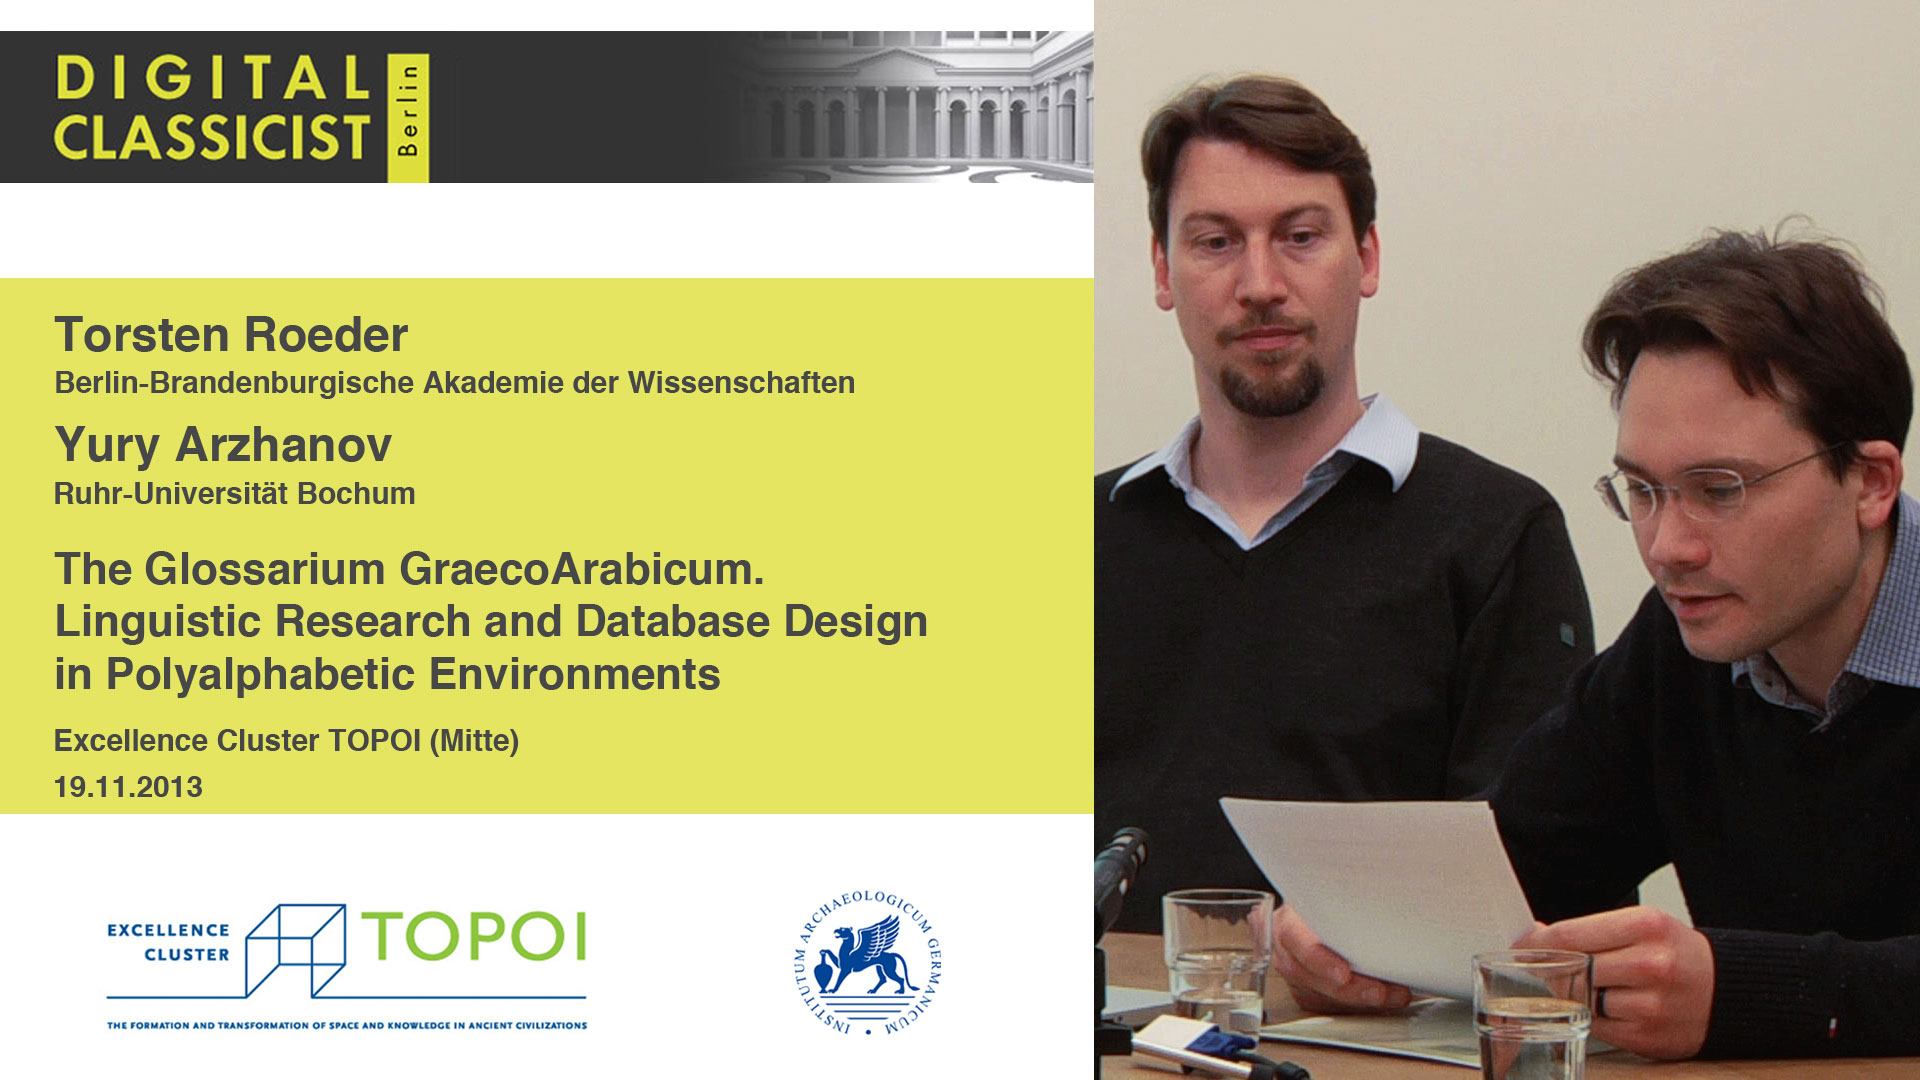 DIGITAL
CLASSICIST
Berlin
Torsten Roeder
Berlin-Brandenburgische Akademie der Wissenschaften
Yury Arzhanov
Ruhr-Universität Bochum
The Glossarium GraecoArabicum.
Linguistic Research and Database Design
in Polyalphabetic Environments
Excellence Cluster TOPOI (Mitte)
19.11.2013
EXCELLENCE
CLUSTER
TOPOI
THE FORMATION AND TRANSFORMATION OF SPACE AND KNOWLEDGE IN ANCIENT CIVILIZATIONS
INSTITUTUM ARCHAEOLOGICUM GERMANICUM